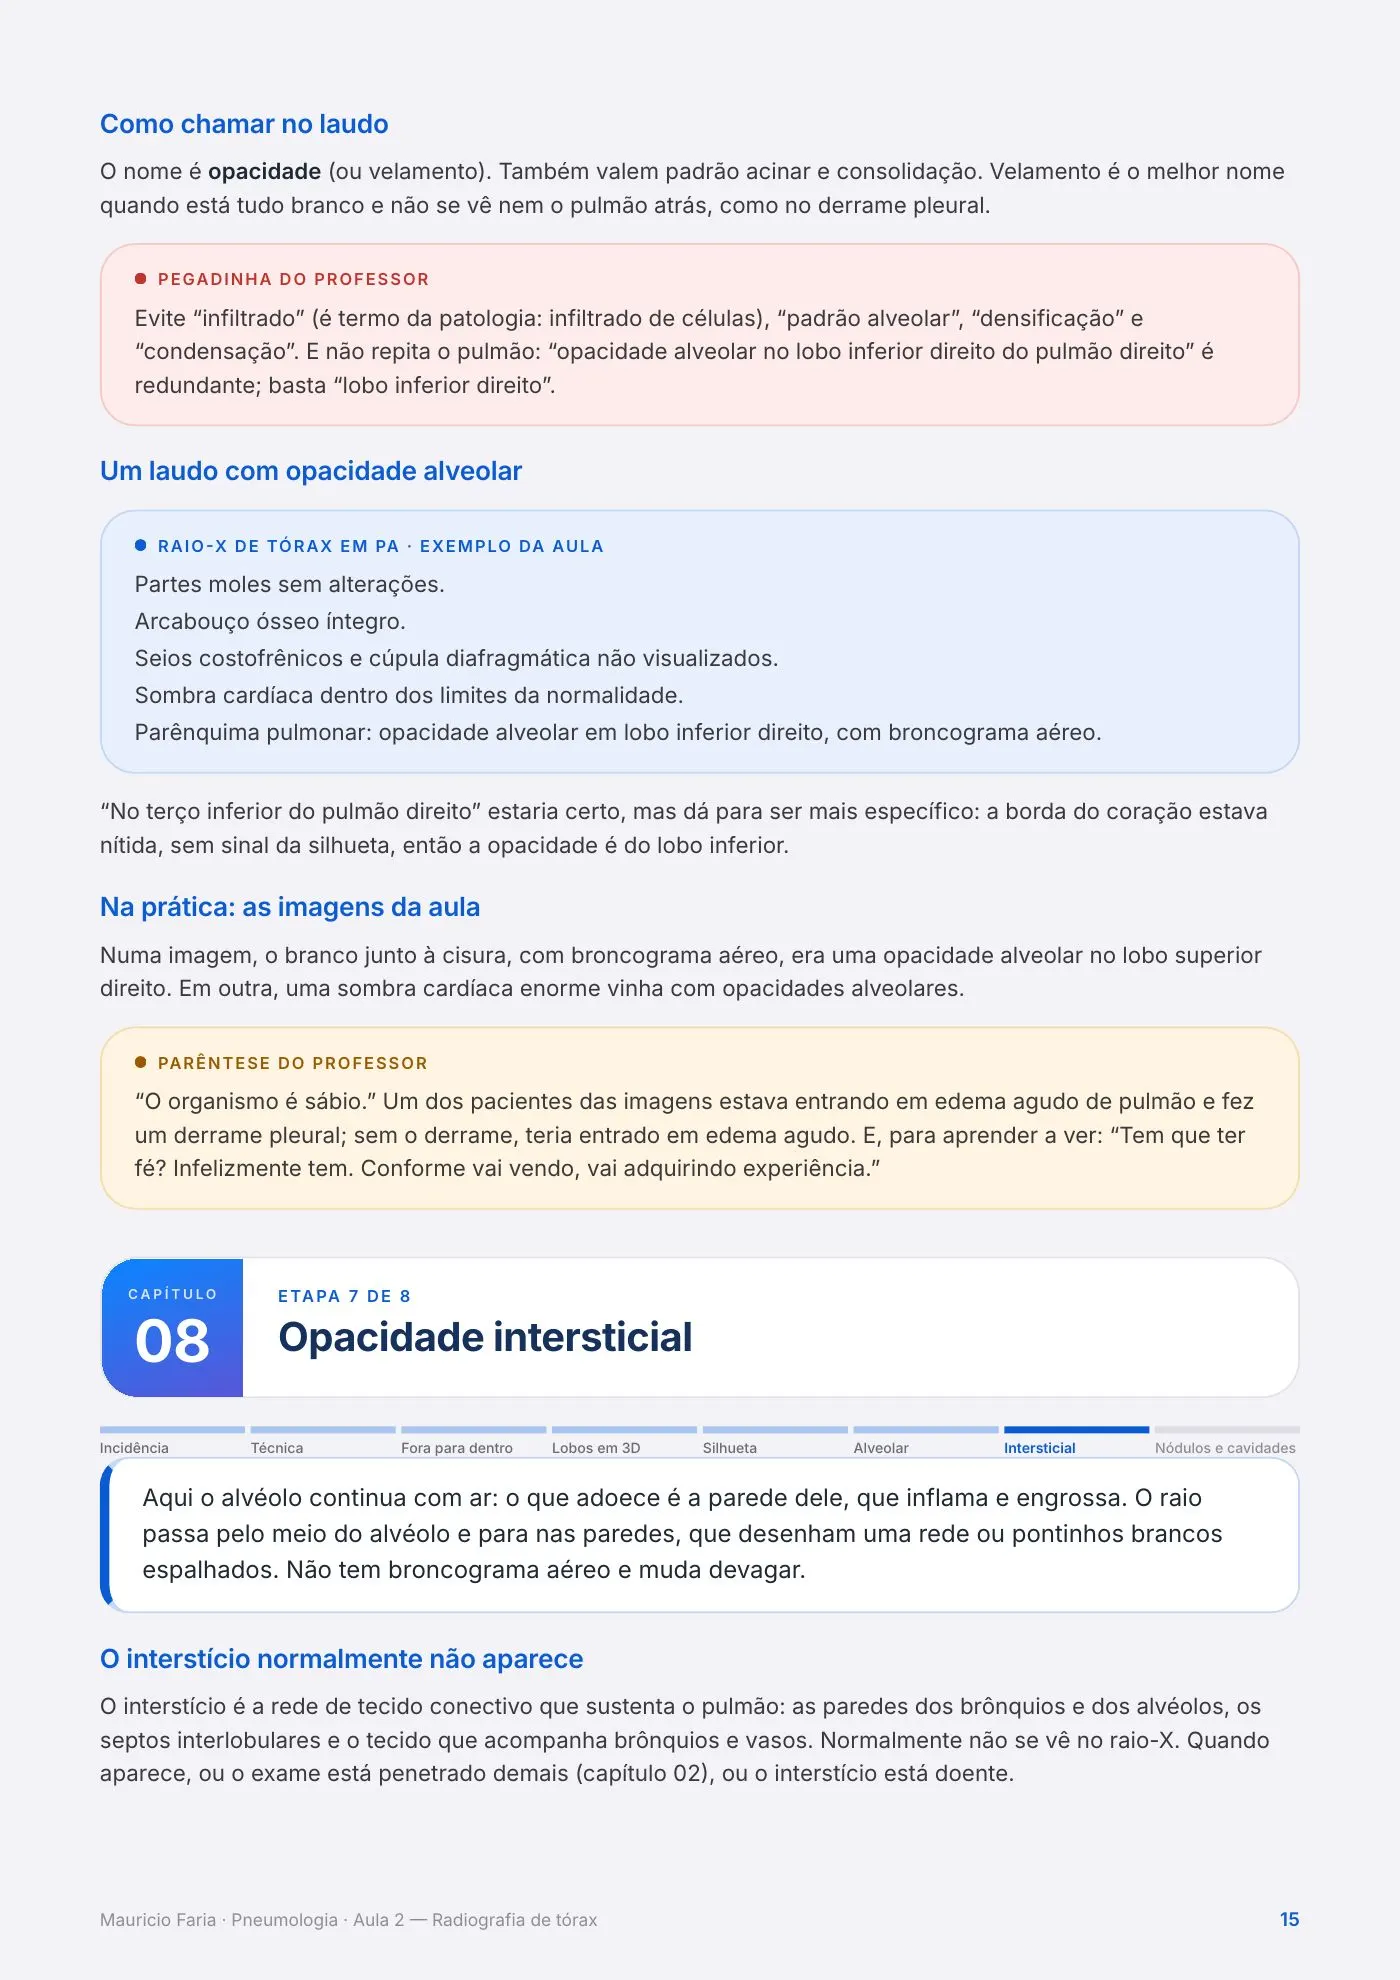 Como chamar no laudo
O nome é opacidade (ou velamento). Também valem padrão acinar e consolidação. Velamento é o melhor nome
quando está tudo branco e não se vê nem o pulmão atrás, como no derrame pleural.
PEGADINHA DO PROFESSOR
Evite “infiltrado” (é termo da patologia: infiltrado de células), “padrão alveolar”, “densificação” e
“condensação”. E não repita o pulmão: “opacidade alveolar no lobo inferior direito do pulmão direito” é
redundante; basta “lobo inferior direito”.
Um laudo com opacidade alveolar
RAIO-X DE TÓRAX EM PA · EXEMPLO DA AULA
Partes moles sem alterações.
Arcabouço ósseo íntegro.
Seios costofrênicos e cúpula diafragmática não visualizados.
Sombra cardíaca dentro dos limites da normalidade.
Parênquima pulmonar: opacidade alveolar em lobo inferior direito, com broncograma aéreo.
“No terço inferior do pulmão direito” estaria certo, mas dá para ser mais específico: a borda do coração estava
nítida, sem sinal da silhueta, então a opacidade é do lobo inferior.
Na prática: as imagens da aula
Numa imagem, o branco junto à cisura, com broncograma aéreo, era uma opacidade alveolar no lobo superior
direito. Em outra, uma sombra cardíaca enorme vinha com opacidades alveolares.
PARÊNTESE DO PROFESSOR
“O organismo é sábio.” Um dos pacientes das imagens estava entrando em edema agudo de pulmão e fez
um derrame pleural; sem o derrame, teria entrado em edema agudo. E, para aprender a ver: “Tem que ter
fé? Infelizmente tem. Conforme vai vendo, vai adquirindo experiência.”
CAPÍTULO
08
ETAPA 7 DE 8
Opacidade intersticial
Incidência Técnica Fora para dentro Lobos em 3D Silhueta Alveolar Intersticial Nódulos e cavidades
Aqui o alvéolo continua com ar: o que adoece é a parede dele, que inflama e engrossa. O raio
passa pelo meio do alvéolo e para nas paredes, que desenham uma rede ou pontinhos brancos
espalhados. Não tem broncograma aéreo e muda devagar.
O interstício normalmente não aparece
O interstício é a rede de tecido conectivo que sustenta o pulmão: as paredes dos brônquios e dos alvéolos, os
septos interlobulares e o tecido que acompanha brônquios e vasos. Normalmente não se vê no raio-X. Quando
aparece, ou o exame está penetrado demais (capítulo 02), ou o interstício está doente.
Mauricio Faria · Pneumologia · Aula 2 — Radiografia de tórax
15